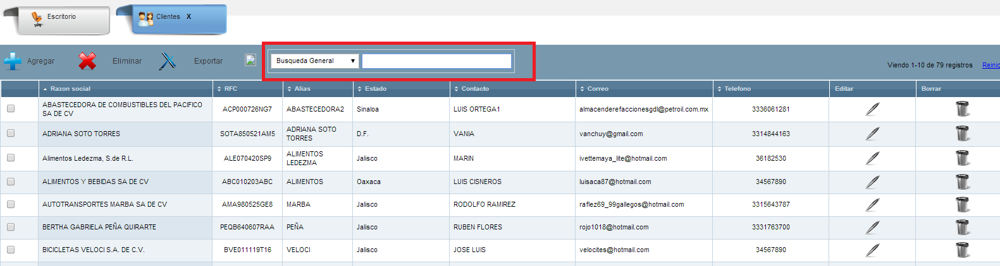 Escritorio
Clientes X
Agregar Eliminar Exportar Busqueda General Viendo 1-10 de 79 registros Reinic
Razon social RFC Alias Estado Contacto Correo Telefono Editar Borrar
ABASTECEDORA DE COMBUSTIBLES DEL PACIFICO
SA DE CV
ACP000726NG7 ABASTECEDORA2 Sinaloa LUIS ORTEGA1 almacenderefaccionesgdl@petroil.com.mx 3336061281
ADRIANA SOTO TORRES SOTA850521AM5
ADRIANA SOTO
TORRES
D.F. VANIA vanchuy@gmail.com 3314844163
Alimentos Ledezma, S.de R.L. ALE070420SP9
ALIMENTOS
LEDEZMA
Jalisco MARIN ivettemaya_lite@hotmail.com 36182530
ALIMENTOS Y BEBIDAS SA DE CV ABC010203ABC ALIMENTOS Oaxaca LUIS CISNEROS luisaca87@hotmail.com 34567890
AUTOTRANSPORTES MARBA SA DE CV AMA980525GE8 MARBA Jalisco RODOLFO RAMIREZ raflez69_99gallegos@hotmail.com 3315643787
BERTHA GABRIELA PEÑA QUIRARTE PEQB640607RAA PEÑA Jalisco RUBEN FLORES rojo1018@hotmail.com 3331763700
BICICLETAS VELOCI S.A. DE C.V. BVE011119T16 VELOCI Jalisco JOSE LUIS velocites@hotmail.com 34567890